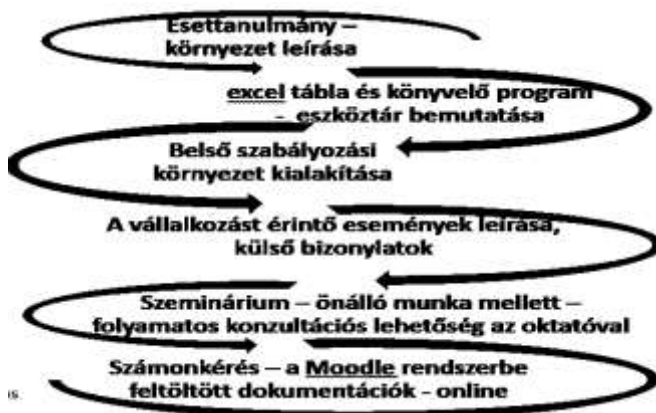 Esettanulmány –
környezet leírása
excel tábla és könyvelő program
- eszköztár bemutatása
Belső szabályozási
környezet kialakítása
A vállalkozást érintő események leírása,
külső bizonylatok
Szeminárium – önálló munka mellett –
folyamatos konzultációs lehetőség az oktatóval
Számonkérés – a Moodle rendszerbe
feltöltött dokumentációk - online